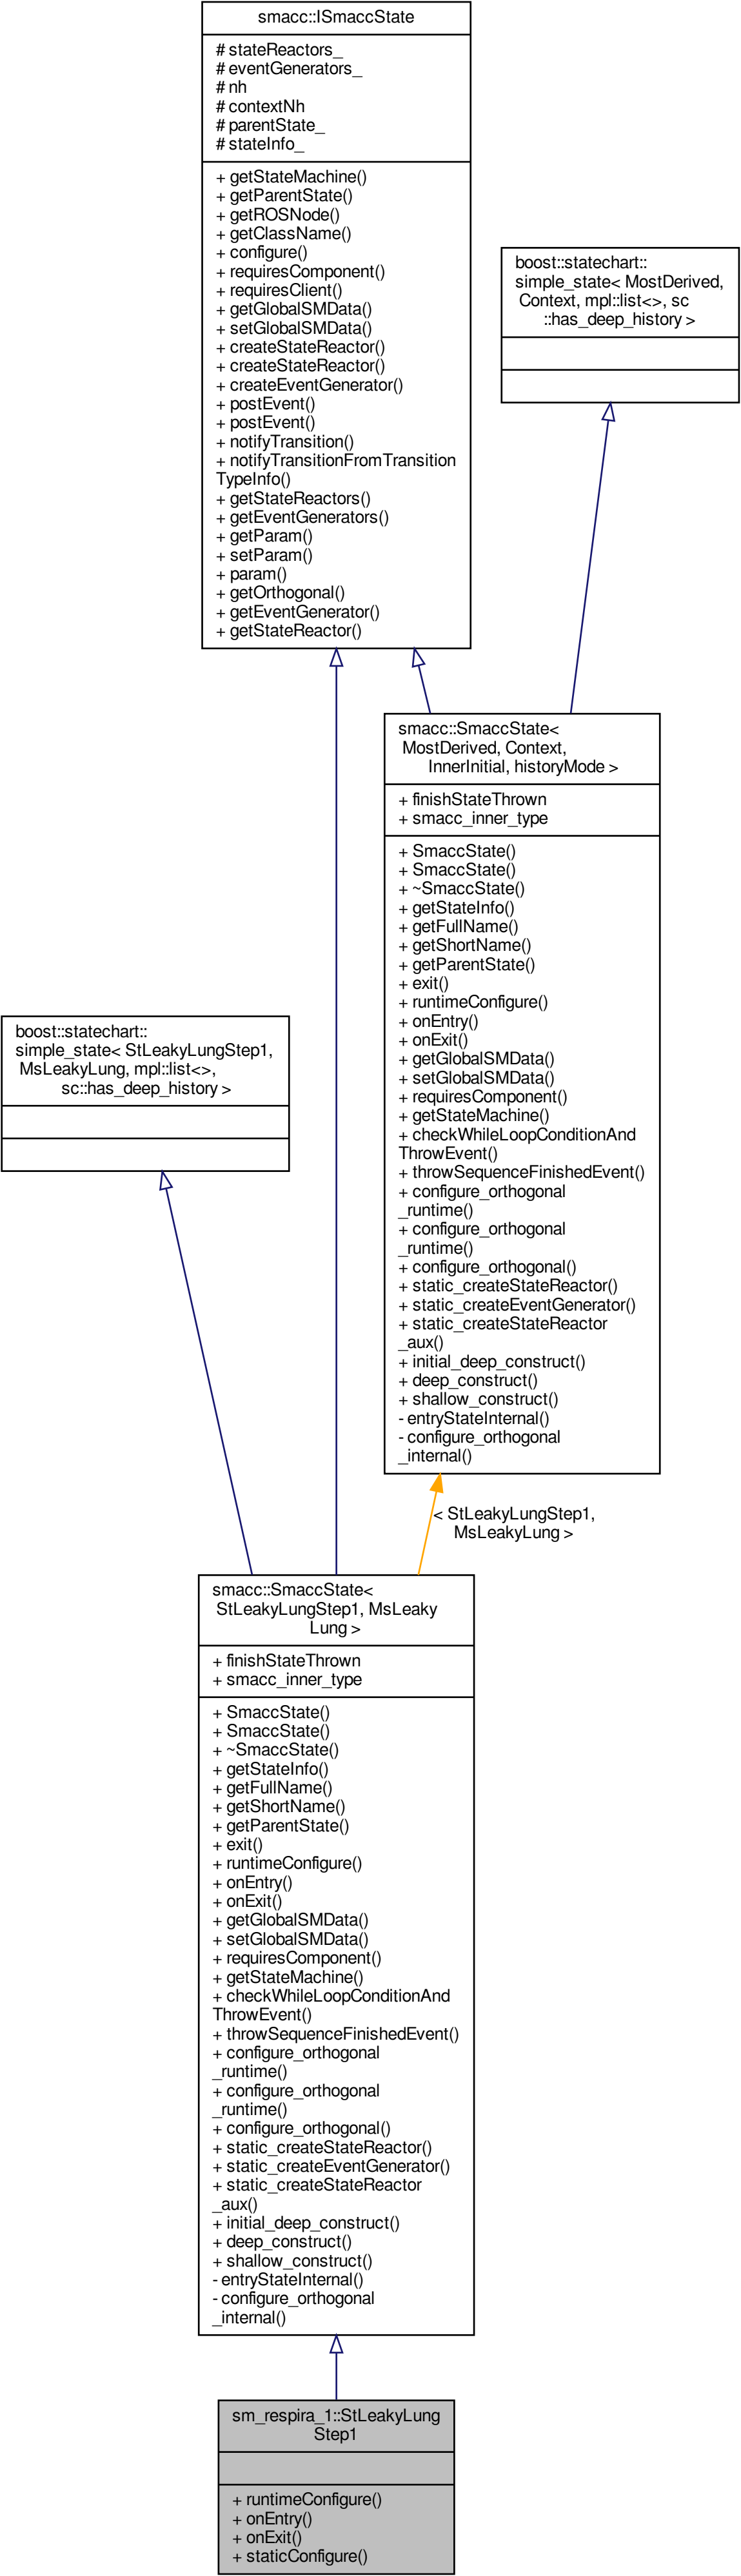 smacc::ISmaccState
# stateReactors_
# eventGenerators_
# nh
# contextNh
# parentState_
# stateInfo_
+ getStateMachine()
+ getParentState()
+ getROSNode()
+ getClassName()
+ configure()
+ requiresComponent()
+ requiresClient()
+ getGlobalSMData()
+ setGlobalSMData()
+ createStateReactor()
+ createStateReactor()
+ createEventGenerator()
+ postEvent()
+ postEvent()
+ notifyTransition()
+ notifyTransitionFromTransition
TypeInfo()
+ getStateReactors()
+ getEventGenerators()
+ getParam()
+ setParam()
+ param()
+ getOrthogonal()
+ getEventGenerator()
+ getStateReactor()
boost::statechart::
simple_state< MostDerived,
Context, mpl::list<>, sc
::has_deep_history >
smacc::SmaccState<
MostDerived, Context,
InnerInitial, historyMode >
+ finishStateThrown
+ smacc_inner_type
+ SmaccState()
+ SmaccState()
+ ~SmaccState()
+ getStateInfo()
+ getFullName()
+ getShortName()
+ getParentState()
+ exit()
+ runtimeConfigure()
+ onEntry()
+ onExit()
+ getGlobalSMData()
+ setGlobalSMData()
+ requiresComponent()
+ getStateMachine()
+ checkWhileLoopConditionAnd
ThrowEvent()
+ throwSequenceFinishedEvent()
+ configure_orthogonal
_runtime()
+ configure_orthogonal
_runtime()
+ configure_orthogonal()
+ static_createStateReactor()
+ static_createEventGenerator()
+ static_createStateReactor
_aux()
+ initial_deep_construct()
+ deep_construct()
+ shallow_construct()
- entryStateInternal()
- configure_orthogonal
_internal()
boost::statechart::
simple_state< StLeakyLungStep1,
MsLeakyLung, mpl::list<>,
sc::has_deep_history >
< StLeakyLungStep1,
MsLeakyLung >
smacc::SmaccState<
StLeakyLungStep1, MsLeaky
Lung >
+ finishStateThrown
+ smacc_inner_type
+ SmaccState()
+ SmaccState()
+ ~SmaccState()
+ getStateInfo()
+ getFullName()
+ getShortName()
+ getParentState()
+ exit()
+ runtimeConfigure()
+ onEntry()
+ onExit()
+ getGlobalSMData()
+ setGlobalSMData()
+ requiresComponent()
+ getStateMachine()
+ checkWhileLoopConditionAnd
ThrowEvent()
+ throwSequenceFinishedEvent()
+ configure_orthogonal
_runtime()
+ configure_orthogonal
_runtime()
+ configure_orthogonal()
+ static_createStateReactor()
+ static_createEventGenerator()
+ static_createStateReactor
_aux()
+ initial_deep_construct()
+ deep_construct()
+ shallow_construct()
- entryStateInternal()
- configure_orthogonal
_internal()
sm_respira_1::StLeakyLung
Step1
+ runtimeConfigure()
+ onEntry()
+ onExit()
+ staticConfigure()